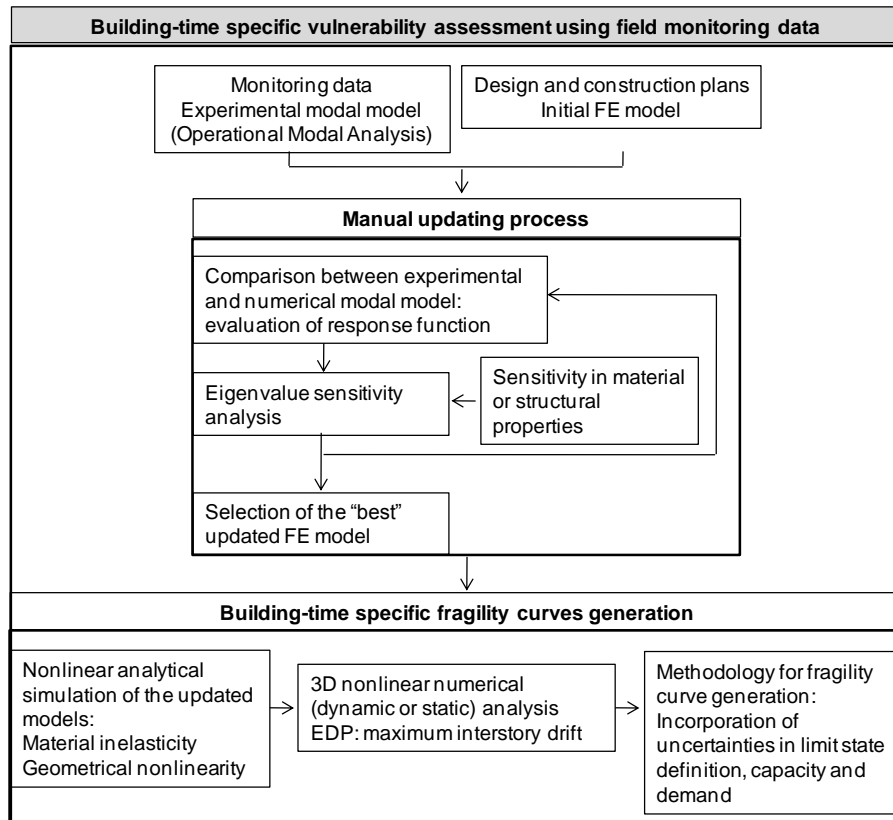 Building-time specific vulnerability assessment using field monitoring data
Monitoring data
Experimental modal model
(Operational Modal Analysis)
Design and construction plans
Initial FE model
Manual updating process
Comparison between experimental
and numerical modal model:
evaluation of response function
Eigenvalue sensitivity
analysis
Sensitivity in material
or structural
properties
Selection of the “best”
updated FE model
Building-time specific fragility curves generation
Nonlinear analytical
simulation of the updated
models:
Material inelasticity
Geometrical nonlinearity
3D nonlinear numerical
(dynamic or static) analysis
EDP: maximum interstory drift
Methodology for fragility
curve generation:
Incorporation of
uncertainties in limit state
definition, capacity and
demand